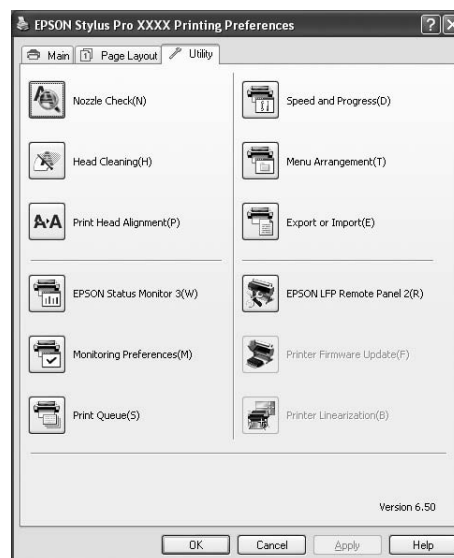 EPSON Stylus Pro XXXX Printing Preferences
Main
Page Layout
Utility
Nozzle Check(N)
Speed and Progress(D)
Head Cleaning(H)
Menu Arrangement(T)
A▸A
Print Head Alignment(P)
Export or Import(E)
EPSON Status Monitor 3(W)
EPSON LFP Remote Panel 2(R)
Monitoring Preferences(M)
Printer Firmware Update(F)
Print Queue(S)
Printer Linearization(B)
Version 6.50
OK
Cancel
Apply
Help